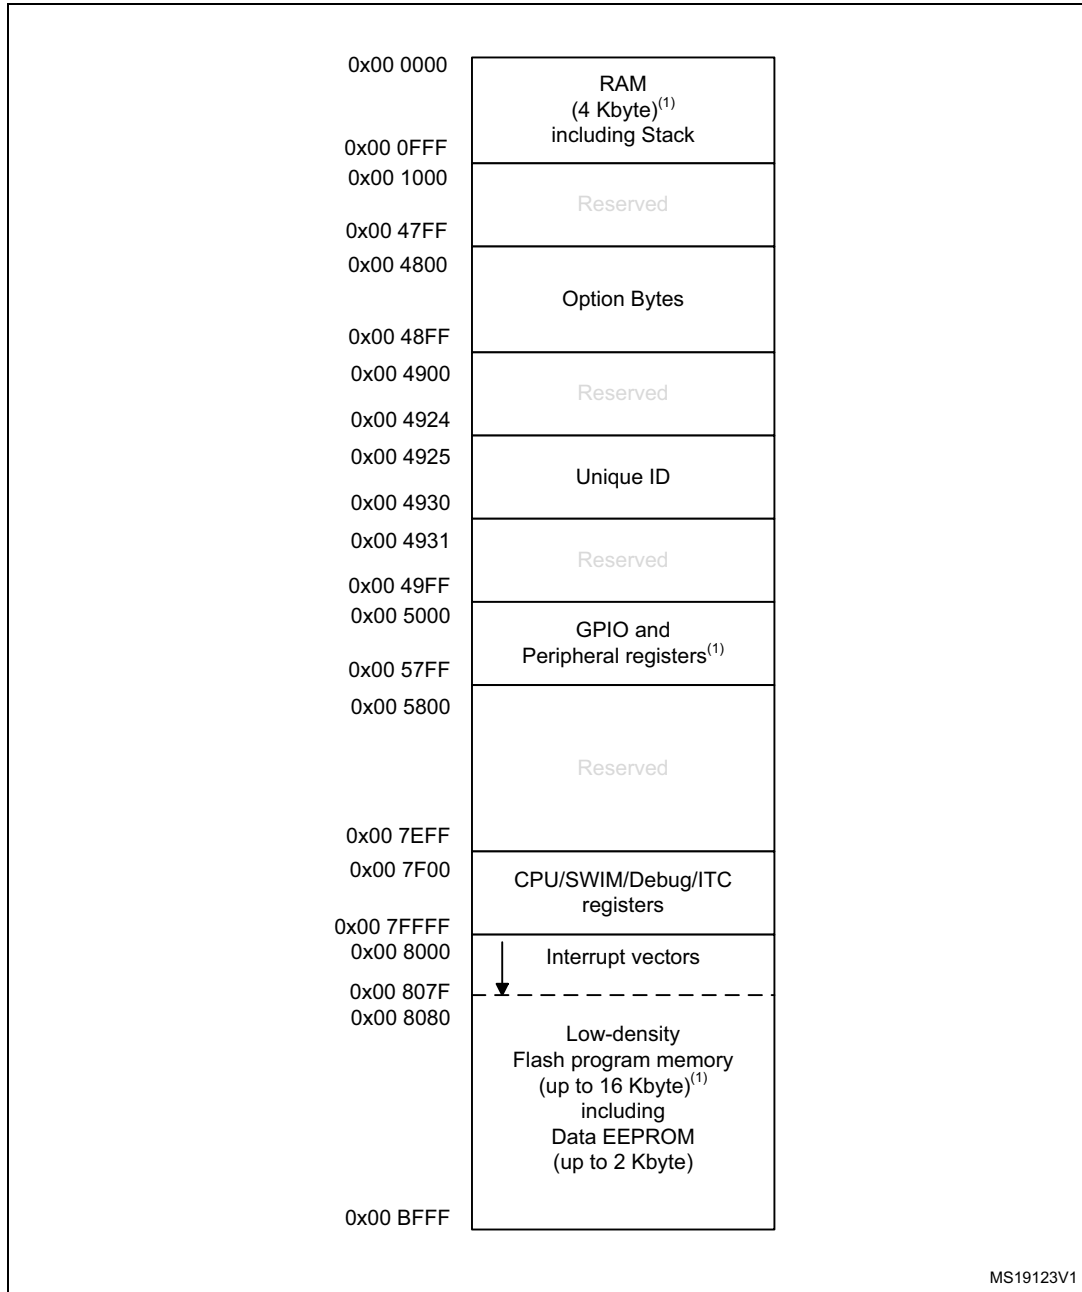 0x00 0000
RAM
(4 Kbyte)(1)
including Stack
0x00 0FFF
0x00 1000
Reserved
0x00 47FF
0x00 4800
Option Bytes
0x00 48FF
0x00 4900
Reserved
0x00 4924
0x00 4925
Unique ID
0x00 4930
0x00 4931
Reserved
0x00 49FF
0x00 5000
GPIO and
Peripheral registers(1)
0x00 57FF
0x00 5800
Reserved
0x00 7EFF
0x00 7F00
CPU/SWIM/Debug/ITC
registers
0x00 7FFFF
0x00 8000
Interrupt vectors
0x00 807F
0x00 8080
Low-density
Flash program memory
(up to 16 Kbyte)(1)
including
Data EEPROM
(up to 2 Kbyte)
0x00 BFFF
MS19123V1